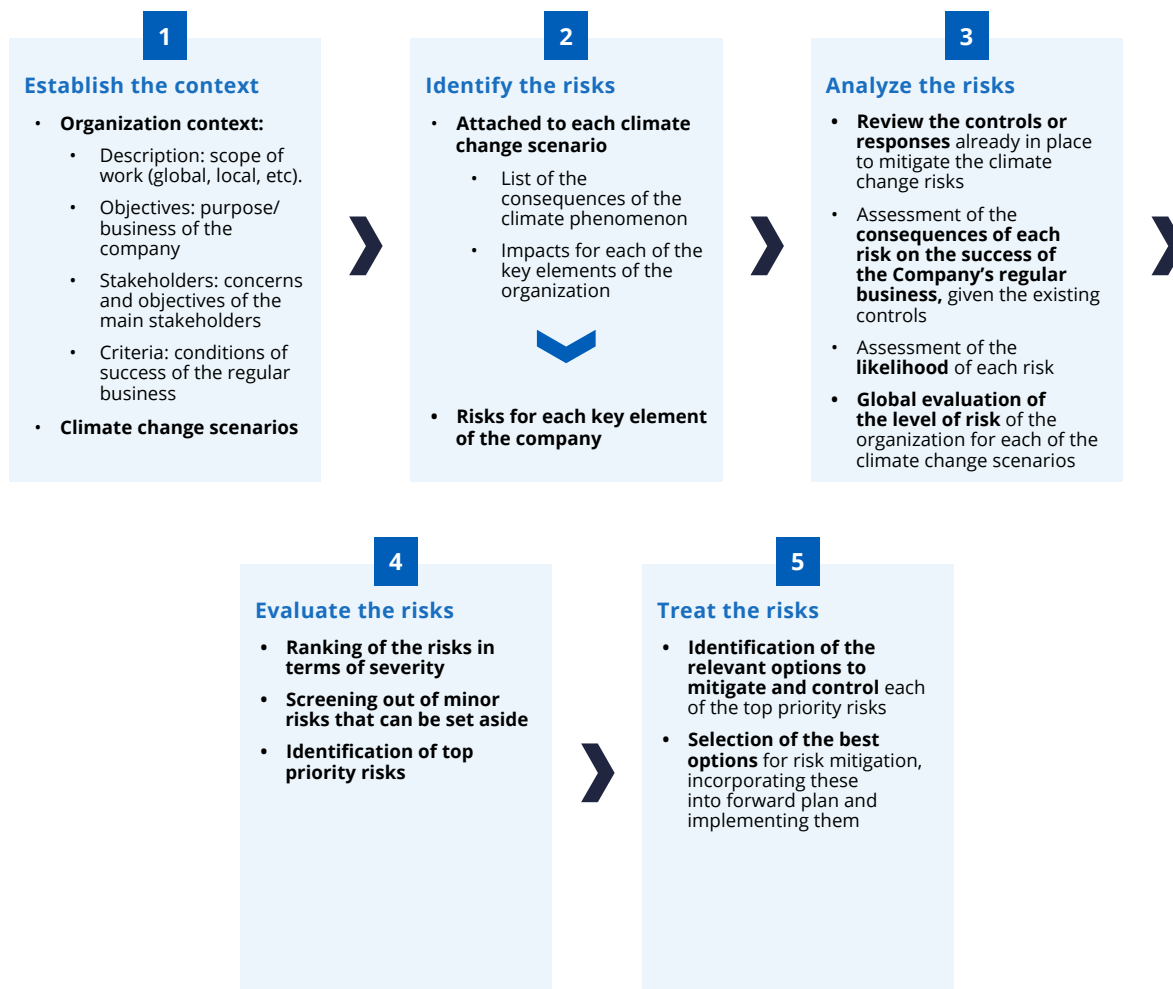 1
Establish the context
• Organization context:
• Description: scope of
work (global, local, etc).
• Objectives: purpose/
business of the
company
• Stakeholders: concerns
and objectives of the
main stakeholders
• Criteria: conditions of
success of the regular
business
• Climate change scenarios
2
Identify the risks
• Attached to each climate
change scenario
• List of the
consequences of the
climate phenomenon
• Impacts for each of the
key elements of the
organization
• Risks for each key element
of the company
3
Analyze the risks
• Review the controls or
responses already in place
to mitigate the climate
change risks
• Assessment of the
consequences of each
risk on the success of
the Company’s regular
business, given the existing
controls
• Assessment of the
likelihood of each risk
• Global evaluation of
the level of risk of the
organization for each of the
climate change scenarios
4
Evaluate the risks
• Ranking of the risks in
terms of severity
• Screening out of minor
risks that can be set aside
• Identification of top
priority risks
5
Treat the risks
• Identification of the
relevant options to
mitigate and control each
of the top priority risks
• Selection of the best
options for risk mitigation,
incorporating these
into forward plan and
implementing them